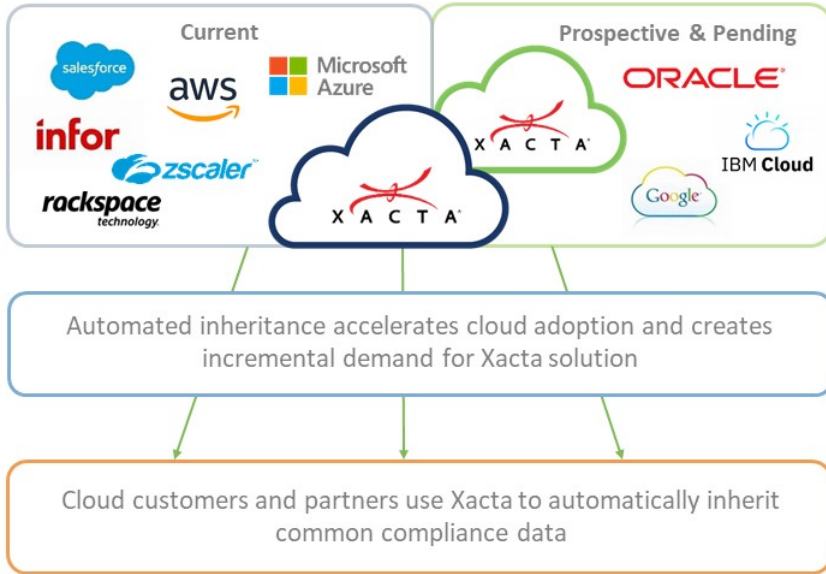 Current
Prospective & Pending
salesforce
aws
Microsoft
Azure
ORACLE®
infor
XACTA®
zscaler™
IBM Cloud
rackspace
technology.
XACTA®
Google™
Automated inheritance accelerates cloud adoption and creates
incremental demand for Xacta solution
Cloud customers and partners use Xacta to automatically inherit
common compliance data